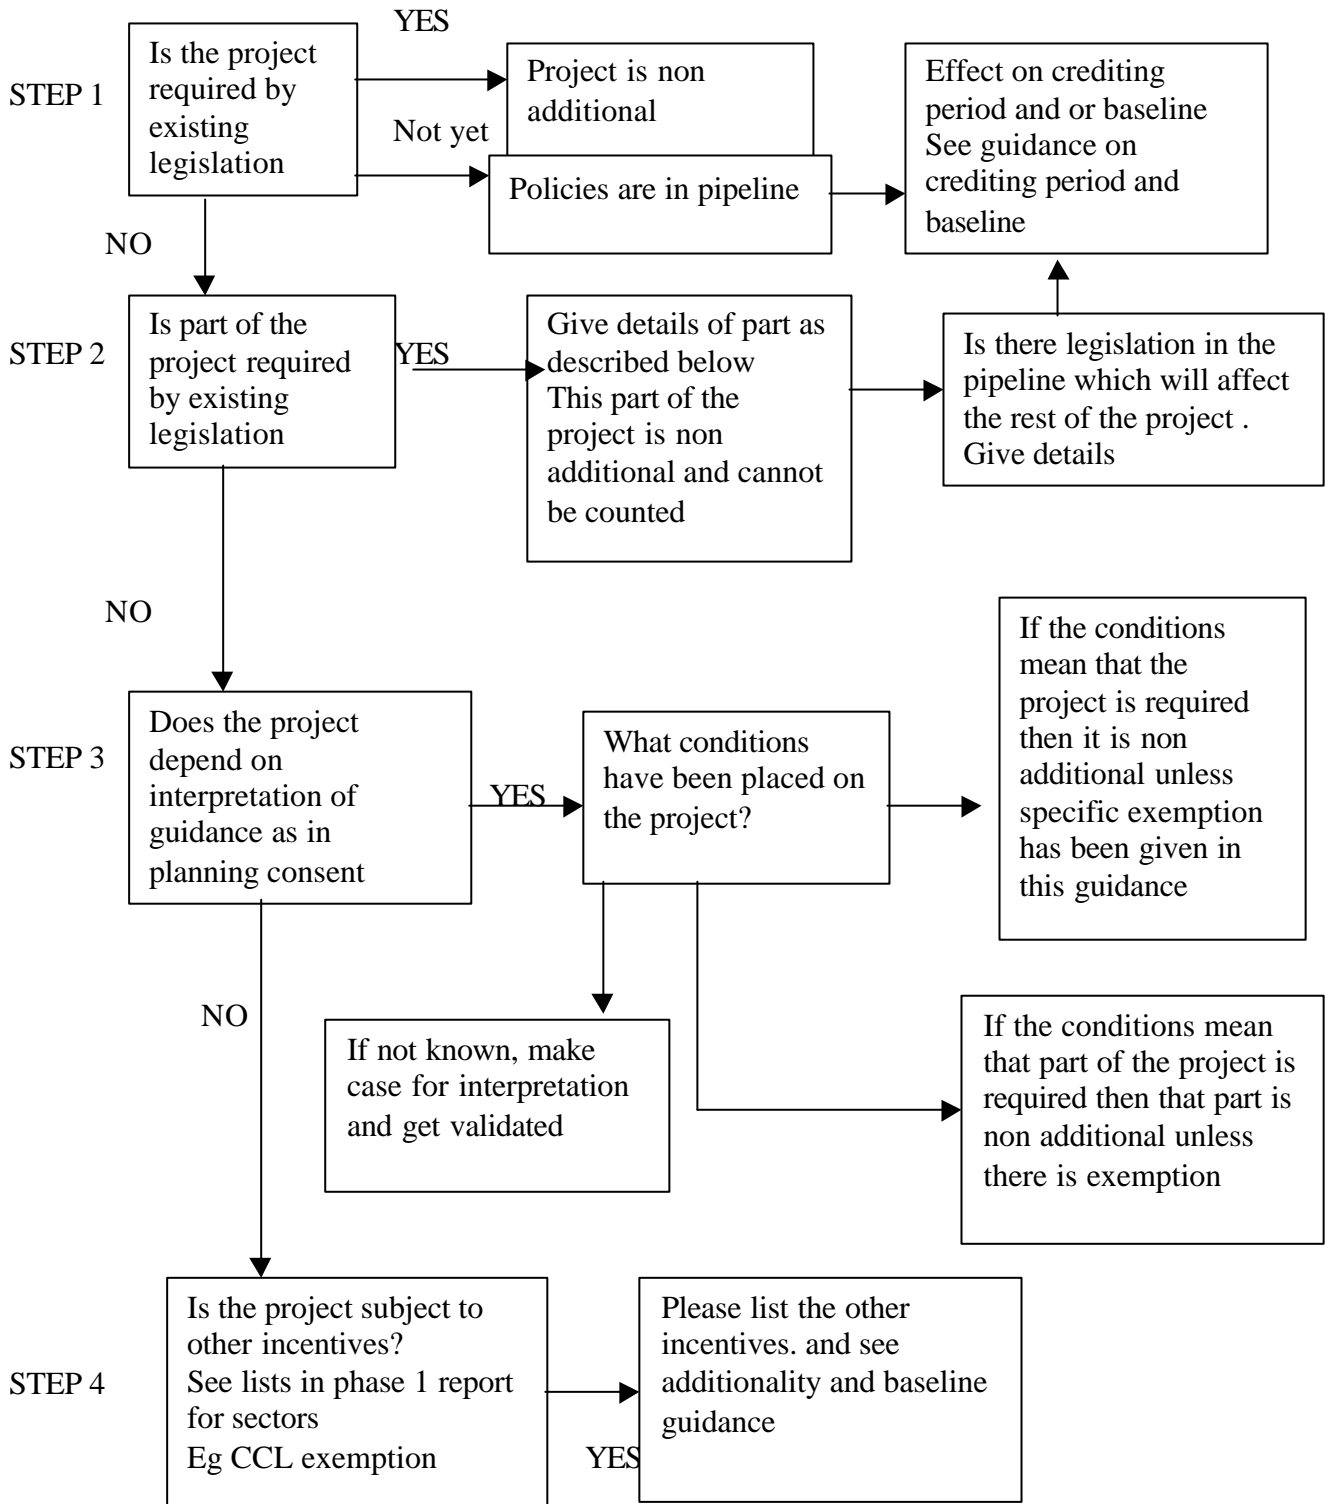 YES
STEP 1
Is the project
required by
existing
legislation
Project is non
additional
Effect on crediting
period and or baseline
See guidance on
crediting period and
baseline
Not yet
Policies are in pipeline
NO
STEP 2
Is part of the
project required
by existing
legislation
YES
Give details of part as
described below
This part of the
project is non
additional and cannot
be counted
Is there legislation in the
pipeline which will affect
the rest of the project .
Give details
NO
STEP 3
Does the project
depend on
interpretation of
guidance as in
planning consent
YES
What conditions
have been placed on
the project?
If the conditions
mean that the
project is required
then it is non
additional unless
specific exemption
has been given in
this guidance
NO
If not known, make
case for interpretation
and get validated
If the conditions mean
that part of the project is
required then that part is
non additional unless
there is exemption
STEP 4
Is the project subject to
other incentives?
See lists in phase 1 report
for sectors
Eg CCL exemption
YES
Please list the other
incentives. and see
additionality and baseline
guidance